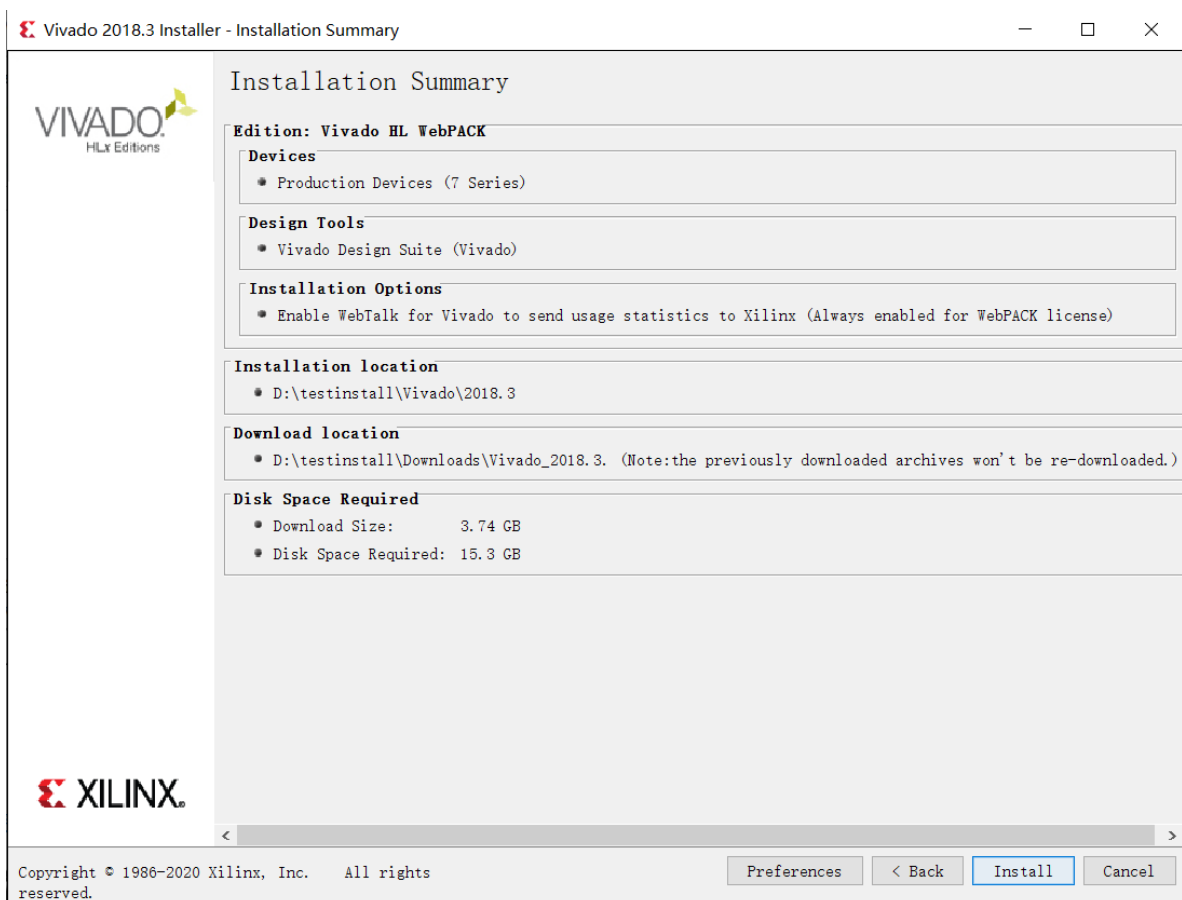 Vivado 2018.3 Installer - Installation Summary
VIVADO.
HLx Editions
Installation Summary
Edition: Vivado HL WebPACK
Devices
Production Devices (7 Series)
Design Tools
Vivado Design Suite (Vivado)
Installation Options
Enable WebTalk for Vivado to send usage statistics to Xilinx (Always enabled for WebPACK license)
Installation location
D:\testinstall\Vivado\2018.3
Download location
D:\testinstall\Downloads\Vivado_2018.3. (Note:the previously downloaded archives won't be re-downloaded.)
Disk Space Required
Download Size: 3.74 GB
Disk Space Required: 15.3 GB
XILINX®
Copyright © 1986-2020 Xilinx, Inc. All rights
reserved.
Preferences < Back Install Cancel